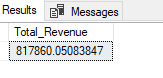 Results
Messages
Total_Revenue
817860.05083847